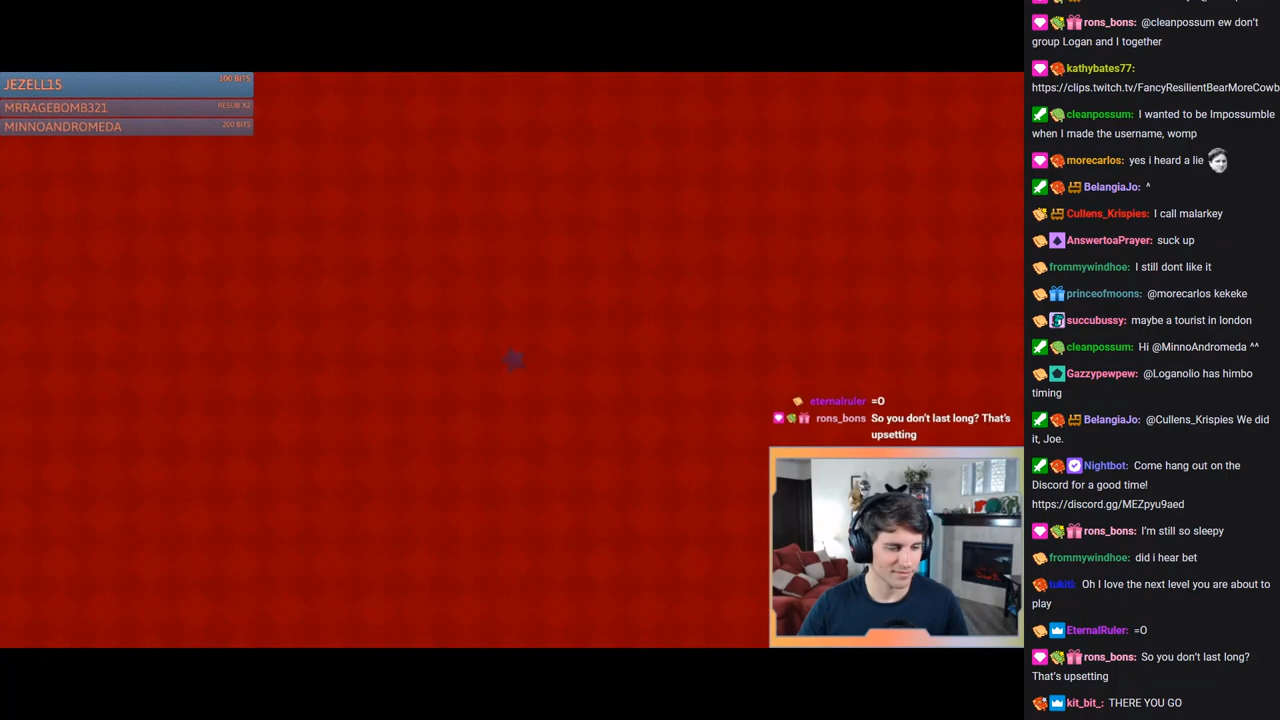 JEZELL15 100 BITS
MRRAGEBOMB321 RESUB X2
MINNOANDROMEDA 200 BITS
eternalruler =O
rons_bons So you don't last long? That's
upsetting
rons_bons: @cleanpossum ew don't
group Logan and I together
kathybates77:
https://clips.twitch.tv/FancyResilientBearMoreCowb
cleanpossum: I wanted to be Impossumble
when I made the username, womp
morecarlos: yes i heard a lie
BelangiaJo: ^
Cullens_Krispies: I call malarkey
AnswertoaPrayer: suck up
frommywindhoe: I still dont like it
princeofmoons: @morecarlos kekeke
succubussy: maybe a tourist in london
cleanpossum: Hi @MinnoAndromeda ^^
Gazzypewpew: @Loganolio has himbo
timing
BelangiaJo: @Cullens_Krispies We did
it, Joe.
Nightbot: Come hang out on the
Discord for a good time!
https://discord.gg/MEZpyu9aed
rons_bons: I'm still so sleepy
frommywindhoe: did i hear bet
tukiti: Oh I love the next level you are about to
play
EternalRuler: =O
rons_bons: So you don't last long?
That's upsetting
kit_bit_: THERE YOU GO